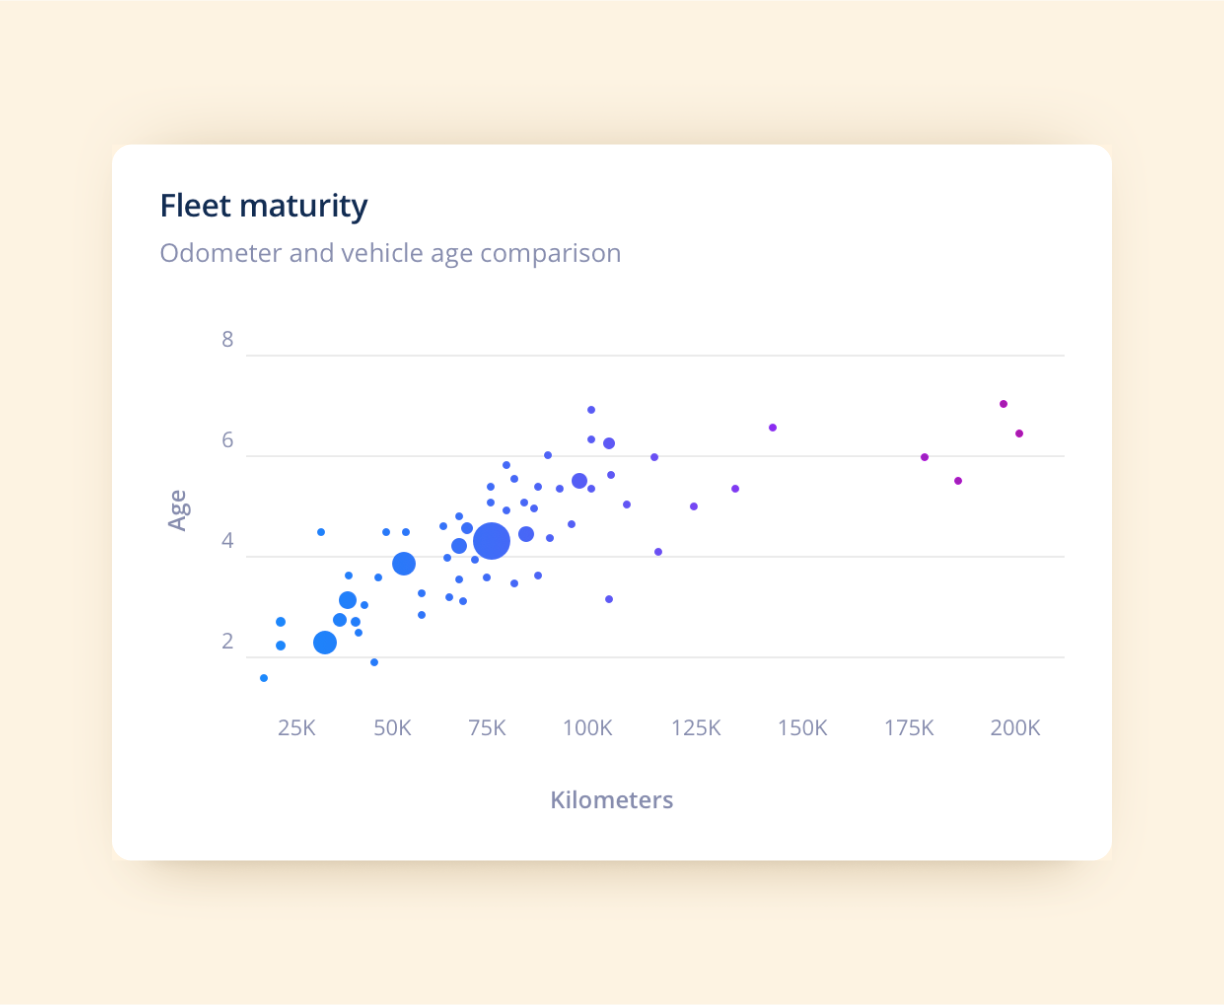 Fleet maturity
Odometer and vehicle age comparison
8
6
4
2
Age
25K 50K 75K 100K 125K 150K 175K 200K
Kilometers